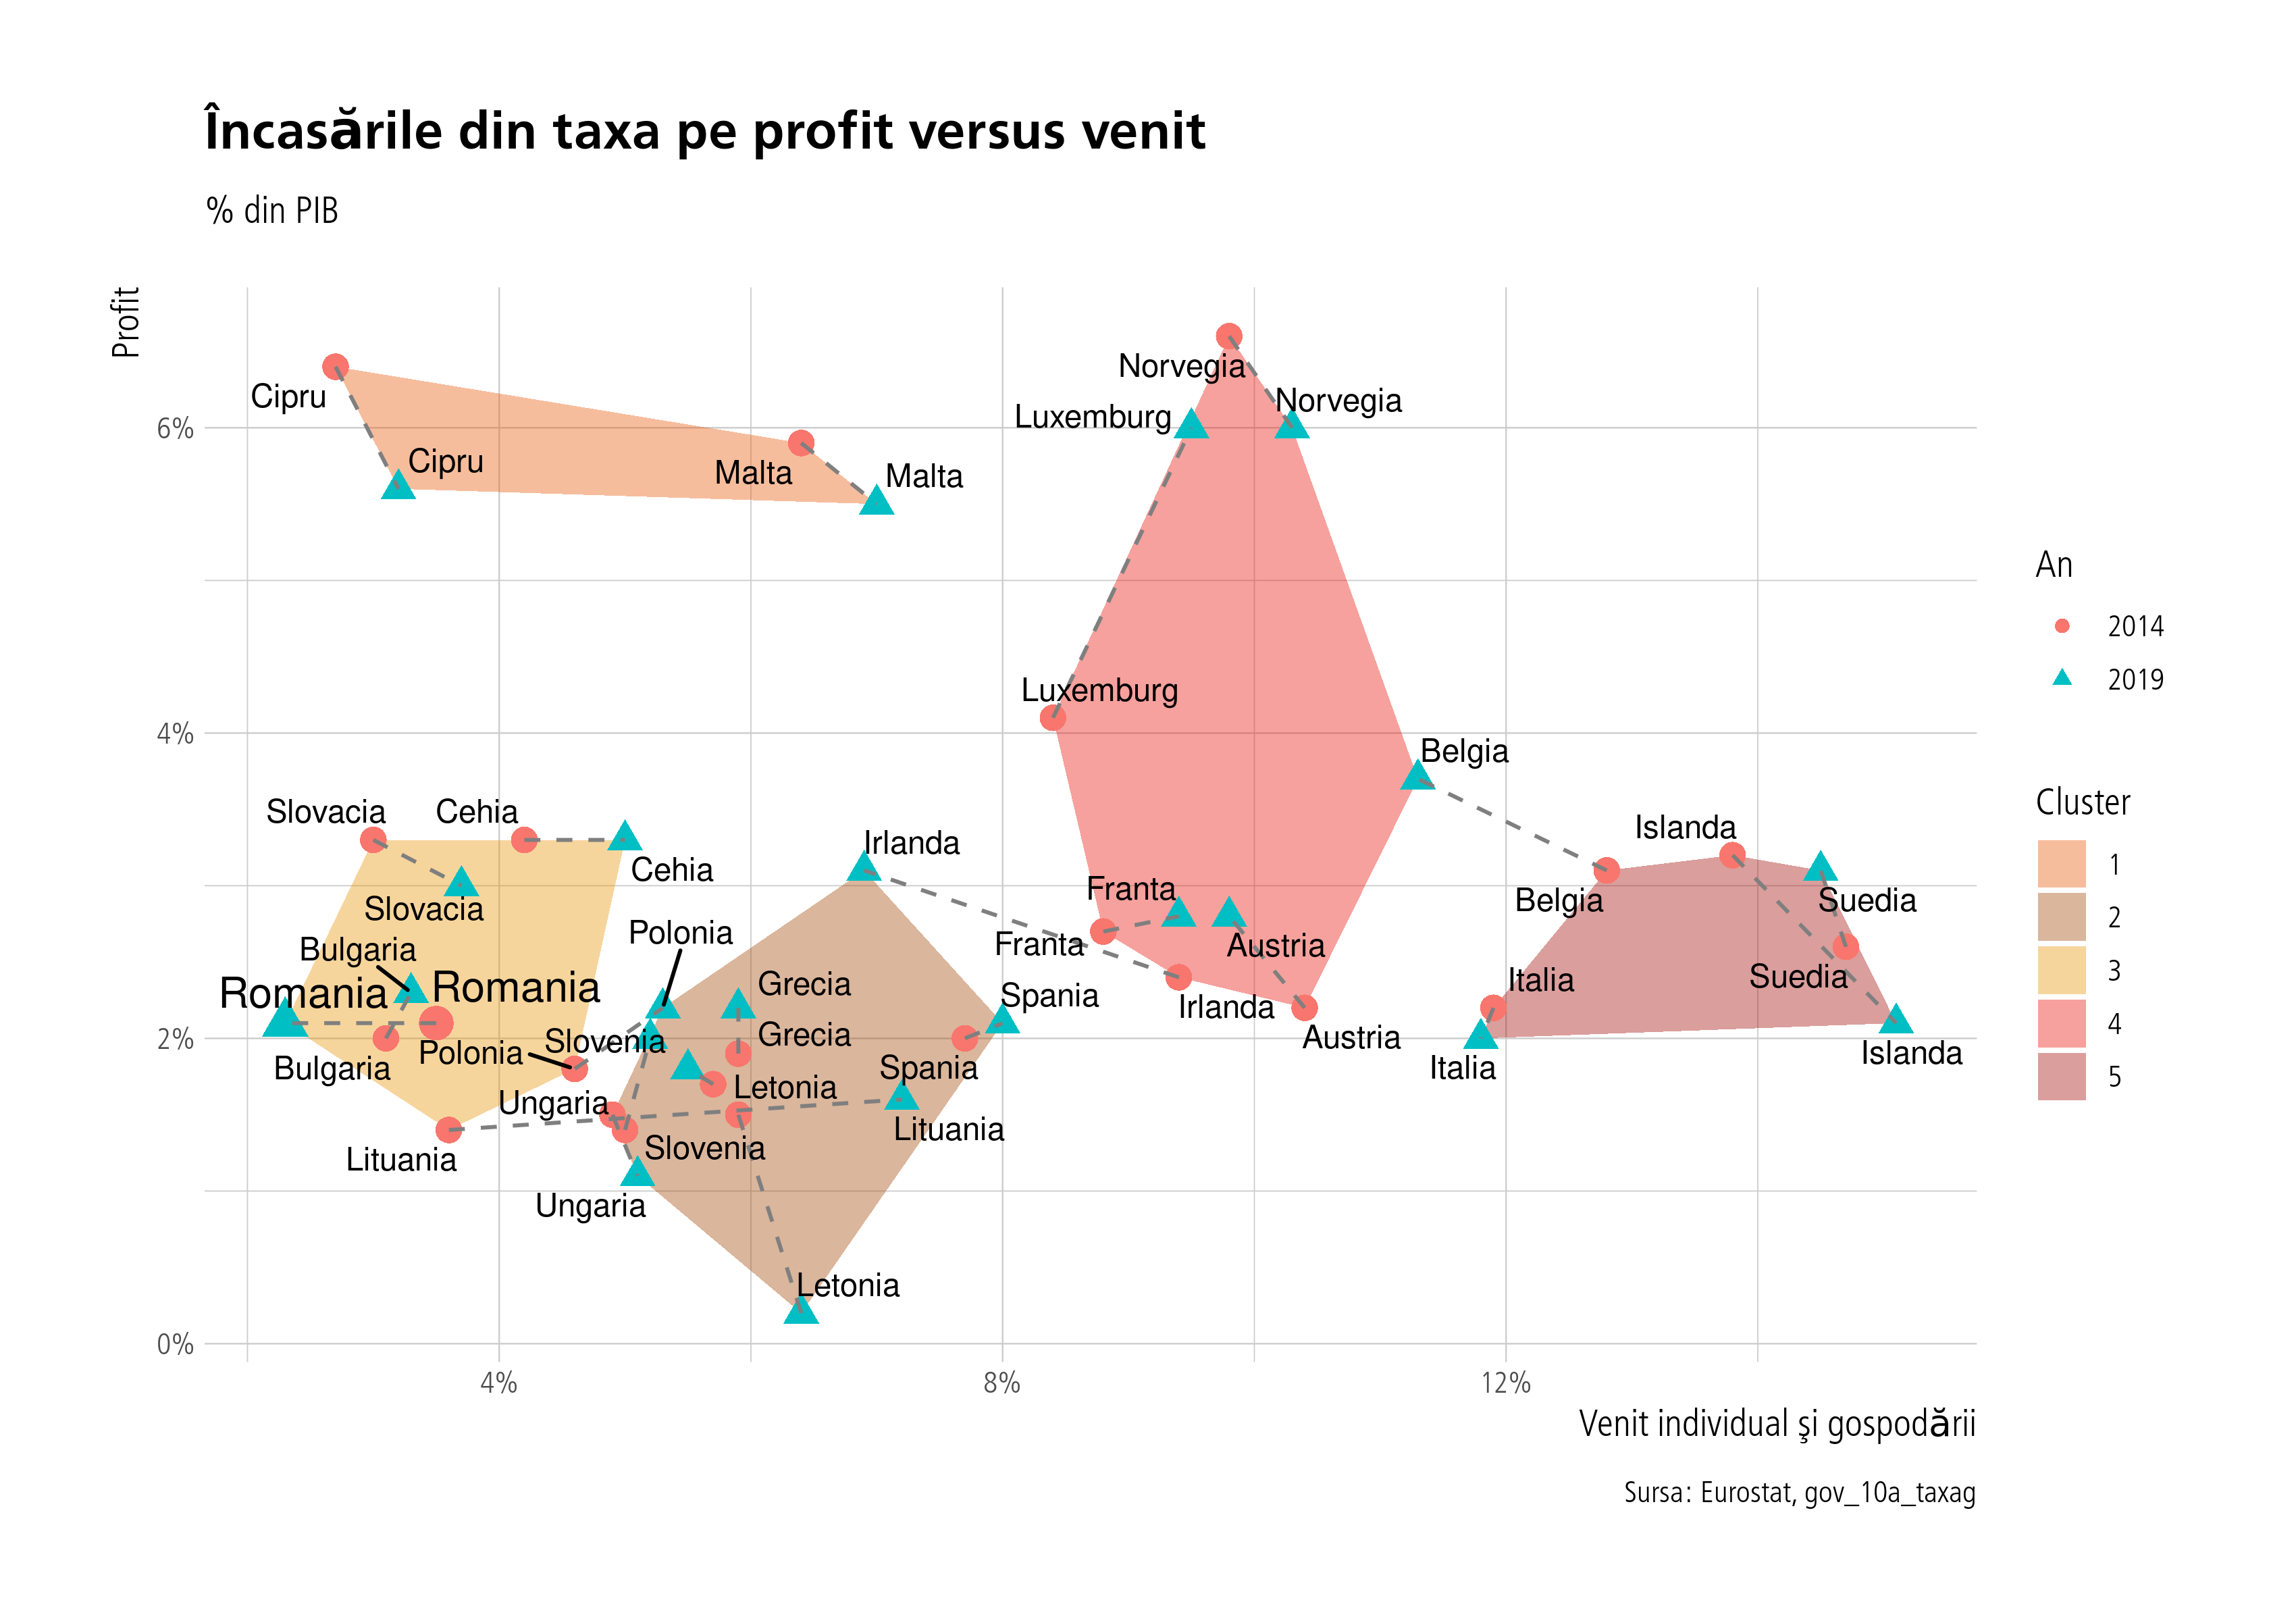 Încasările din taxa pe profit versus venit
% din PIB
Profit
Norvegia
Cipru
Norvegia
Luxemburg
6%
Cipru
Malta
Malta
An
2014
2019
Luxemburg
4%
Belgia
Cluster
Slovacia
Cehia
Islanda
Irlanda
1
Cehia
Franta
Belgia
Suedia
Slovacia
2
Polonia
Franta
Austria
Bulgaria
3
Italia
Suedia
Grecia
Romania
Romania
Spania
Irlanda
4
Grecia
Austria
2%
Slovenia
Polonia
Islanda
Bulgaria
Spania
Italia
5
Letonia
Ungaria
Lituania
Slovenia
Lituania
Ungaria
Letonia
0%
4%
8%
12%
Venit individual şi gospodării
Sursa: Eurostat, gov_10a_taxag